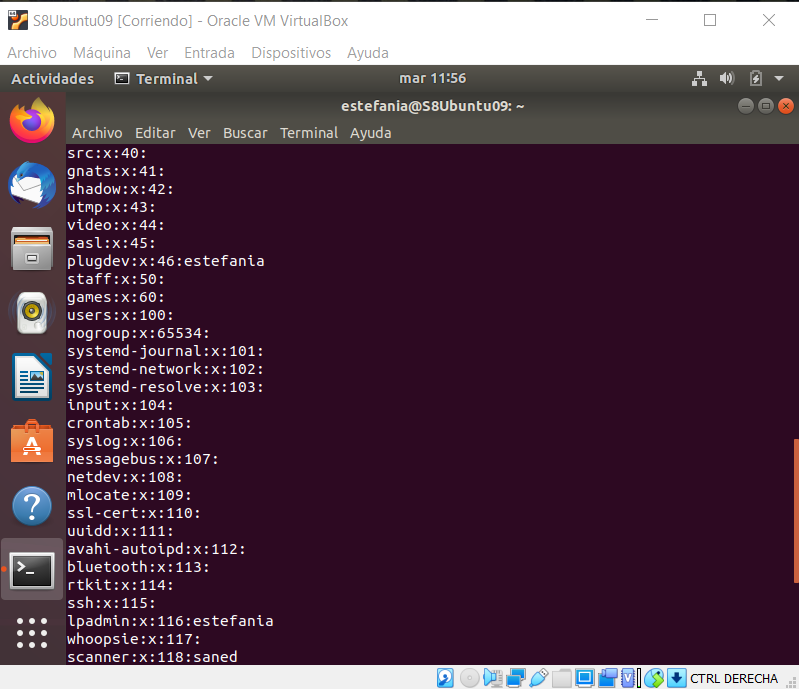 S8Ubuntu09 [Corriendo] - Oracle VM VirtualBox
Archivo Máquina Ver Entrada Dispositivos Ayuda
Actividades Terminal mar 11:56
estefania@S8Ubuntu09: ~
Archivo Editar Ver Buscar Terminal Ayuda
src:x:40:
gnats:x:41:
shadow:x:42:
utmp:x:43:
video:x:44:
sasl:x:45:
plugdev:x:46:estefania
staff:x:50:
games:x:60:
users:x:100:
nogroup:x:65534:
systemd-journal:x:101:
systemd-network:x:102:
systemd-resolve:x:103:
input:x:104:
crontab:x:105:
syslog:x:106:
messagebus:x:107:
netdev:x:108:
mlocate:x:109:
ssl-cert:x:110:
uuidd:x:111:
avahi-autoipd:x:112:
bluetooth:x:113:
rtkit:x:114:
ssh:x:115:
lpadmin:x:116:estefania
whoopsie:x:117:
scanner:x:118:saned
CTRL DERECHA